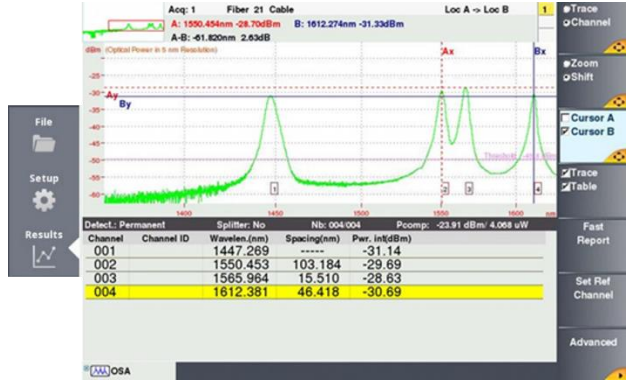 Acq: 1 Fiber 21 Cable Loc A -> Loc B 1
A: 1550.454nm -28.70dBm B: 1612.274nm -31.33dBm
A-B: -61.820nm 2.63dB
dBm (Optical Power in 5 nm Resolution)
Ax Bx
-25
Ay
By
-35
-40
-45
-50
-55
-60
1 2 3 4
1400 1450 1500 1550 1600 nm
File
Setup
Results
Detect.: Permanent Splitter: No Nb: 004/004 Pcomp: -23.91 dBm/ 4.068 uW
Channel Channel ID Wavelen.(nm) Spacing(nm) Pwr. int(dBm)
001 1447.269 ----- -31.14
002 1550.453 103.184 -29.69
003 1565.964 15.510 -28.63
004 1612.381 46.418 -30.69
OSA
Trace
Channel
Zoom
Shift
Cursor A
Cursor B
Trace
Table
Fast
Report
Set Ref
Channel
Advanced